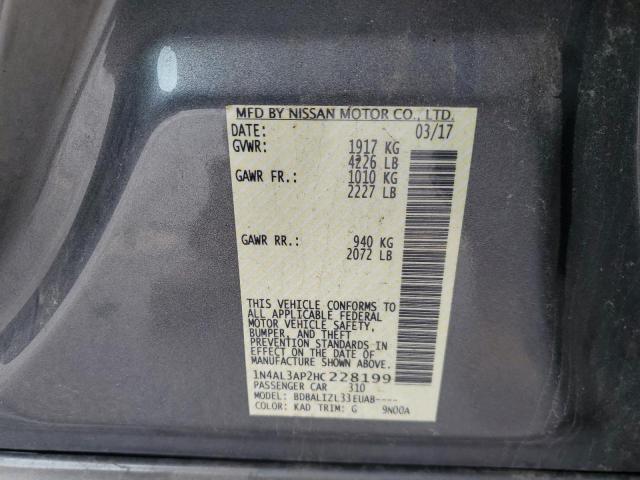 MFD BY NISSAN MOTOR CO., LTD.
DATE: 03/17
GVWR: 1917 KG
4226 LB
GAWR FR.: 1010 KG
2227 LB
GAWR RR.: 940 KG
2072 LB
THIS VEHICLE CONFORMS TO
ALL APPLICABLE FEDERAL
MOTOR VEHICLE SAFETY,
BUMPER, AND THEFT
PREVENTION STANDARDS IN
EFFECT ON THE DATE OF
MANUFACTURE SHOWN ABOVE.
1N4AL3AP2HC228199
PASSENGER CAR 310
MODEL: BDBALIZL33EUAB----
COLOR: KAD TRIM: G 9N00A